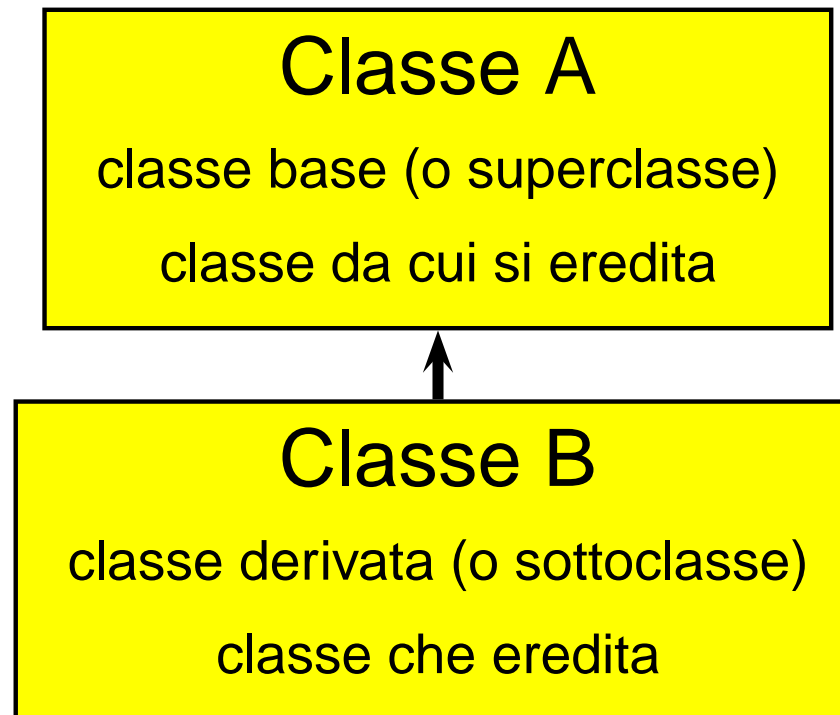 Classe A
classe base (o superclasse)
classe da cui si eredita
Classe B
classe derivata (o sottoclasse)
classe che eredita